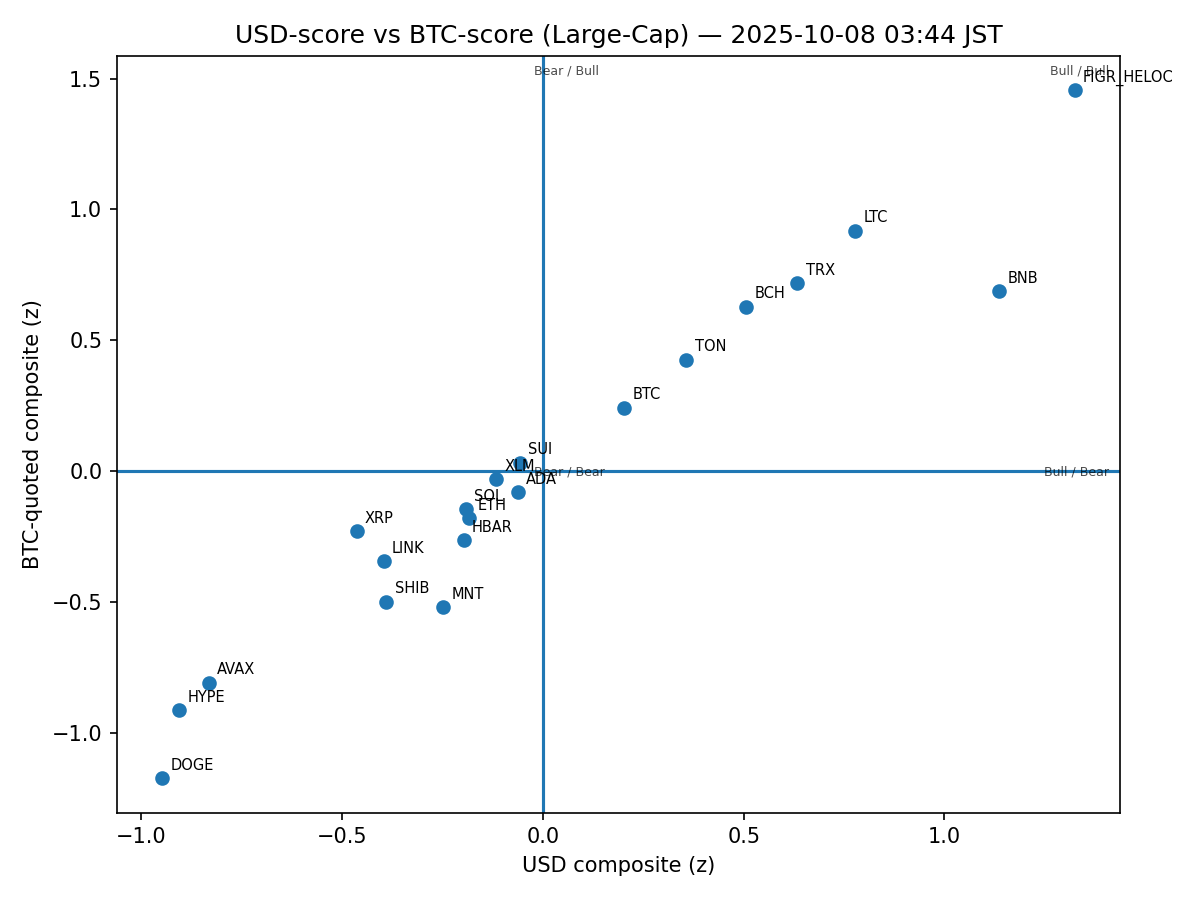 USD-score vs BTC-score (Large-Cap) — 2025-10-08 03:44 JST
Bear / Bull
Bull / Bull
FIGR_HELOC
1.5
LTC
1.0
TRX
BNB
BCH
0.5
TON
BTC
SUI
XLM
0.0
Bear / Bear
Bull / Bear
ADA
SOL
ETH
XRP
HBAR
LINK
SHIB
MNT
−0.5
AVAX
HYPE
−1.0
DOGE
−1.0 −0.5 0.0 0.5 1.0
USD composite (z)
BTC-quoted composite (z)